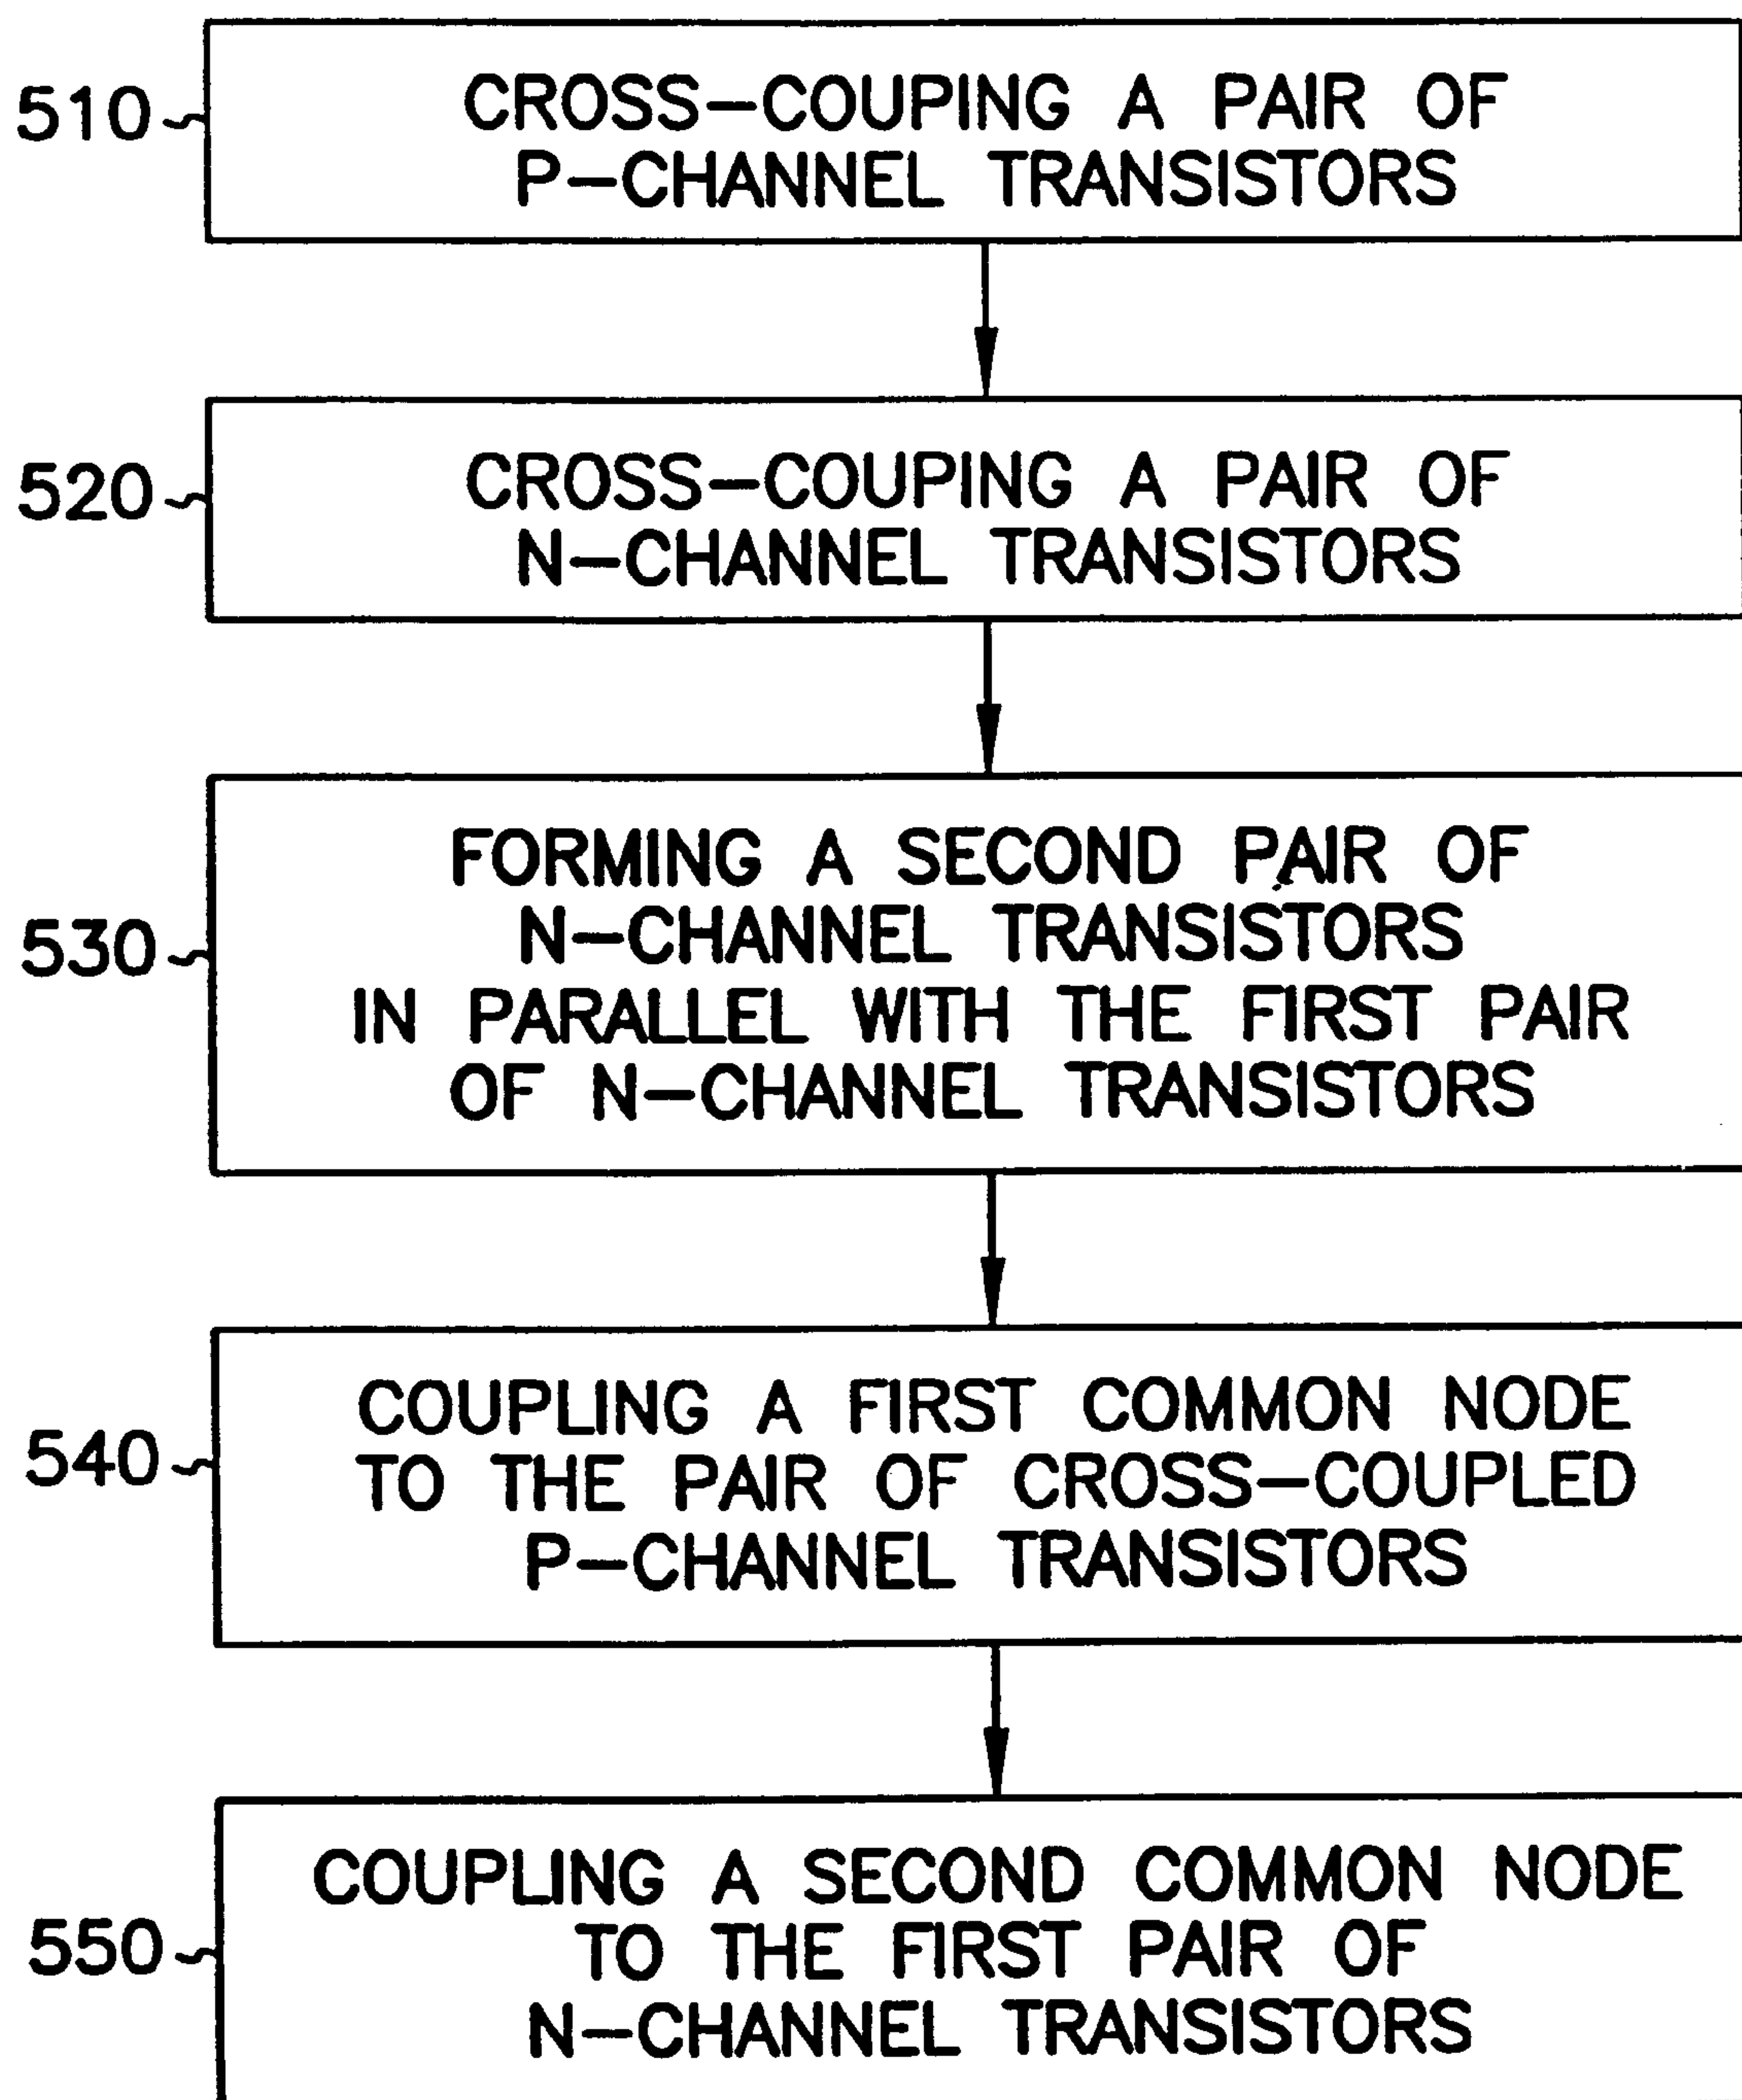 510
CROSS-COUPING A PAIR OF
P-CHANNEL TRANSISTORS
520
CROSS-COUPING A PAIR OF
N-CHANNEL TRANSISTORS
530
FORMING A SECOND PAIR OF
N-CHANNEL TRANSISTORS
IN PARALLEL WITH THE FIRST PAIR
OF N-CHANNEL TRANSISTORS
540
COUPLING A FIRST COMMON NODE
TO THE PAIR OF CROSS-COUPLED
P-CHANNEL TRANSISTORS
550
COUPLING A SECOND COMMON NODE
TO THE FIRST PAIR OF
N-CHANNEL TRANSISTORS